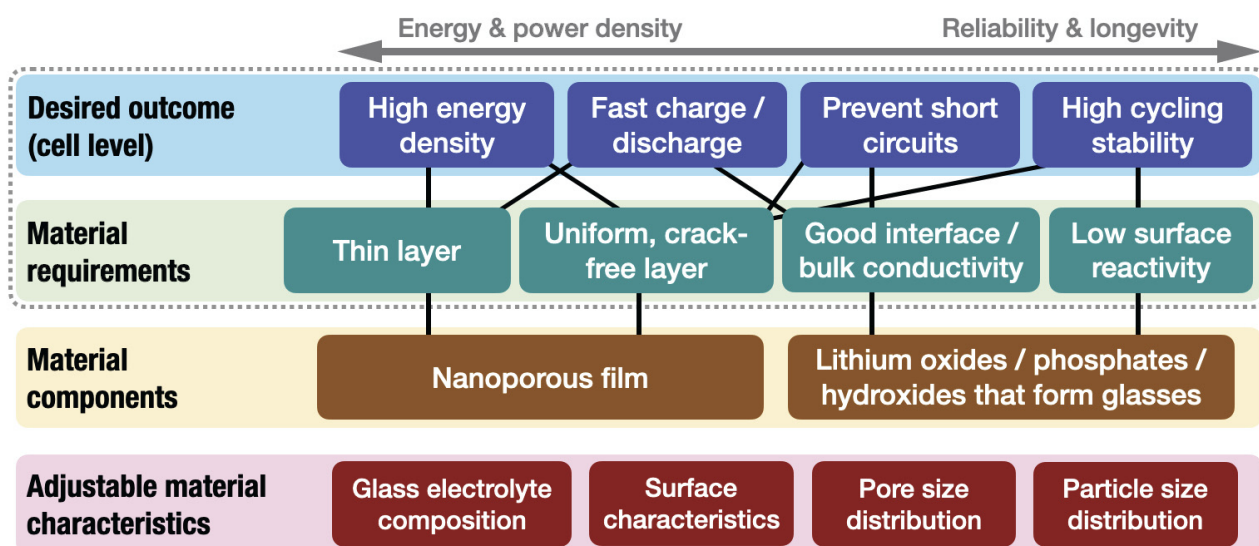 Energy & power density
Reliability & longevity
Desired outcome
(cell level)
High energy
density
Fast charge /
discharge
Prevent short
circuits
High cycling
stability
Material
requirements
Thin layer
Uniform, crack-
free layer
Good interface /
bulk conductivity
Low surface
reactivity
Material
components
Nanoporous film
Lithium oxides / phosphates /
hydroxides that form glasses
Adjustable material
characteristics
Glass electrolyte
composition
Surface
characteristics
Pore size
distribution
Particle size
distribution